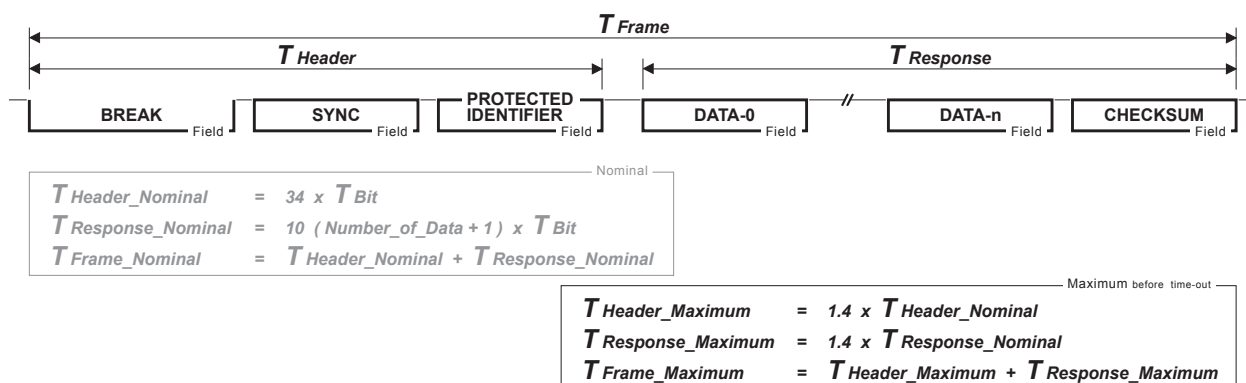 T Frame
T Header T Response
BREAK Field SYNC Field PROTECTED IDENTIFIER Field DATA-0 Field DATA-n Field CHECKSUM Field
Nominal
T Header_Nominal = 34 x T Bit
T Response_Nominal = 10 ( Number_of_Data + 1 ) x T Bit
T Frame_Nominal = T Header_Nominal + T Response_Nominal
Maximum before time-out
T Header_Maximum = 1.4 x T Header_Nominal
T Response_Maximum = 1.4 x T Response_Nominal
T Frame_Maximum = T Header_Maximum + T Response_Maximum